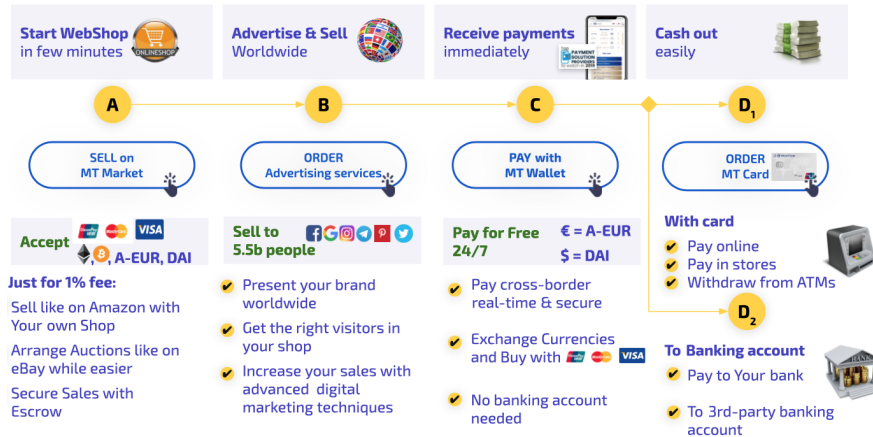 Start WebShop
in few minutes
ONLINESHOP
Advertise & Sell
Worldwide
Receive payments
immediately
PAYMENT
SOLUTION
PROVIDER
Cash out
easily
A
B
C
D1
SELL on
MT Market
ORDER
Advertising services
PAY with
MT Wallet
ORDER
MT Card
Accept
VISA
, A-EUR, DAI
Just for 1% fee:
Sell like on Amazon with
Your own Shop
Arrange Auctions like on
eBay while easier
Secure Sales with
Escrow
Sell to
5.5b people
Present your brand
worldwide
Get the right visitors in
your shop
Increase your sales with
advanced digital
marketing techniques
Pay for Free
24/7
€ = A-EUR
$ = DAI
Pay cross-border
real-time & secure
Exchange Currencies
and Buy with
VISA
No banking account
needed
With card
Pay online
Pay in stores
Withdraw from ATMs
D2
To Banking account
Pay to Your bank
To 3rd-party banking
account